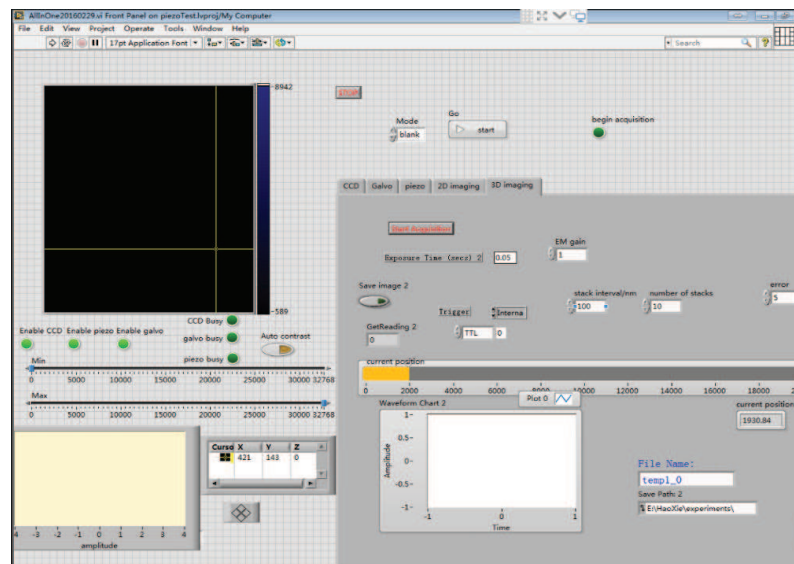 AllInOne20160229.vi Front Panel on piezoTest.lvproj/My Computer
File Edit View Project Operate Tools Window Help
17pt Application Font
Search
8942
Mode
blank
Go
start
begin acquisition
CCD Galvo piezo 2D imaging 3D imaging
Start Acquisition
Exposure Time (secs) 2 0.05
EM gain
1
Save image 2
stack interval/nm
100
number of stacks
10
error
5
Trigger
Interna
589
CCD Busy
Enable CCD Enable piezo Enable galvo
galvo busy
Auto contrast
GetReading 2
0
TTL 0
piezo busy
current position
Min
0 5000 10000 15000 20000 25000 30000 32768
0 2000 4000 6000 8000 10000 12000 14000 16000 18000
Max
0 5000 10000 15000 20000 25000 30000 32768
Waveform Chart 2
Plot 0
current position
1930.84
1-
0.5-
0-
-0.5-
-1-
Amplitude
-1 0 1
Time
Curso X Y Z
421 143 0
File Name:
temp1_0
Save Path: 2
E:\HaoXie\experiments\
4 -3 -2 -1 0 1 2 3 4
amplitude